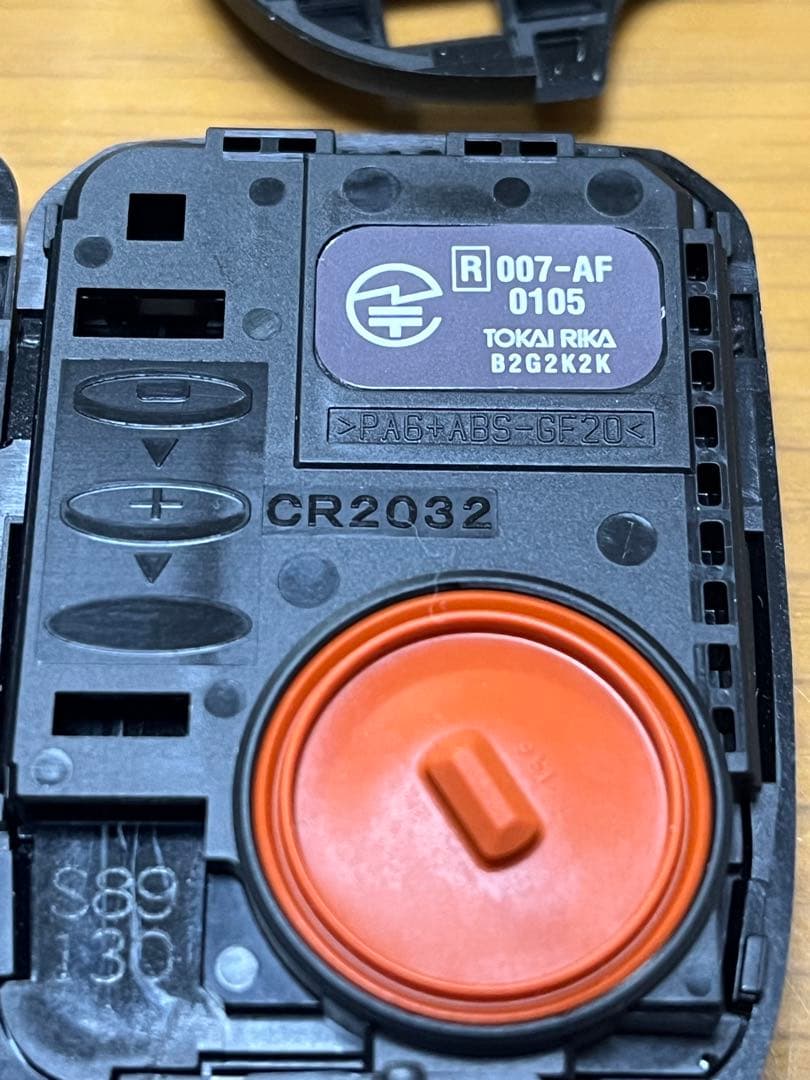 R 007-AF
0105
TOKAI RIKA
B2G2K2K
>PA6+ABS-GF20<
CR2032
S89
130